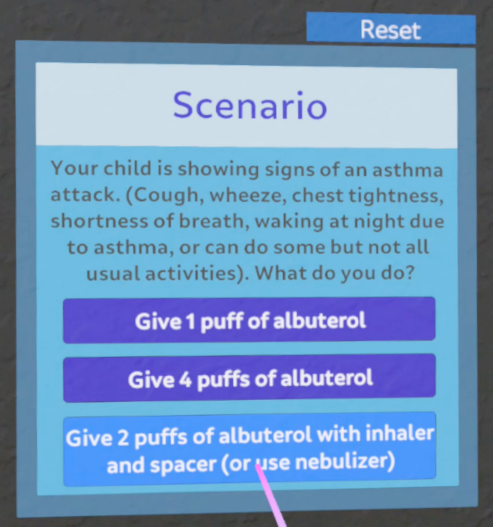 Reset
Scenario
Your child is showing signs of an asthma
attack. (Cough, wheeze, chest tightness,
shortness of breath, waking at night due
to asthma, or can do some but not all
usual activities). What do you do?
Give 1 puff of albuterol
Give 4 puffs of albuterol
Give 2 puffs of albuterol with inhaler
and spacer (or use nebulizer)